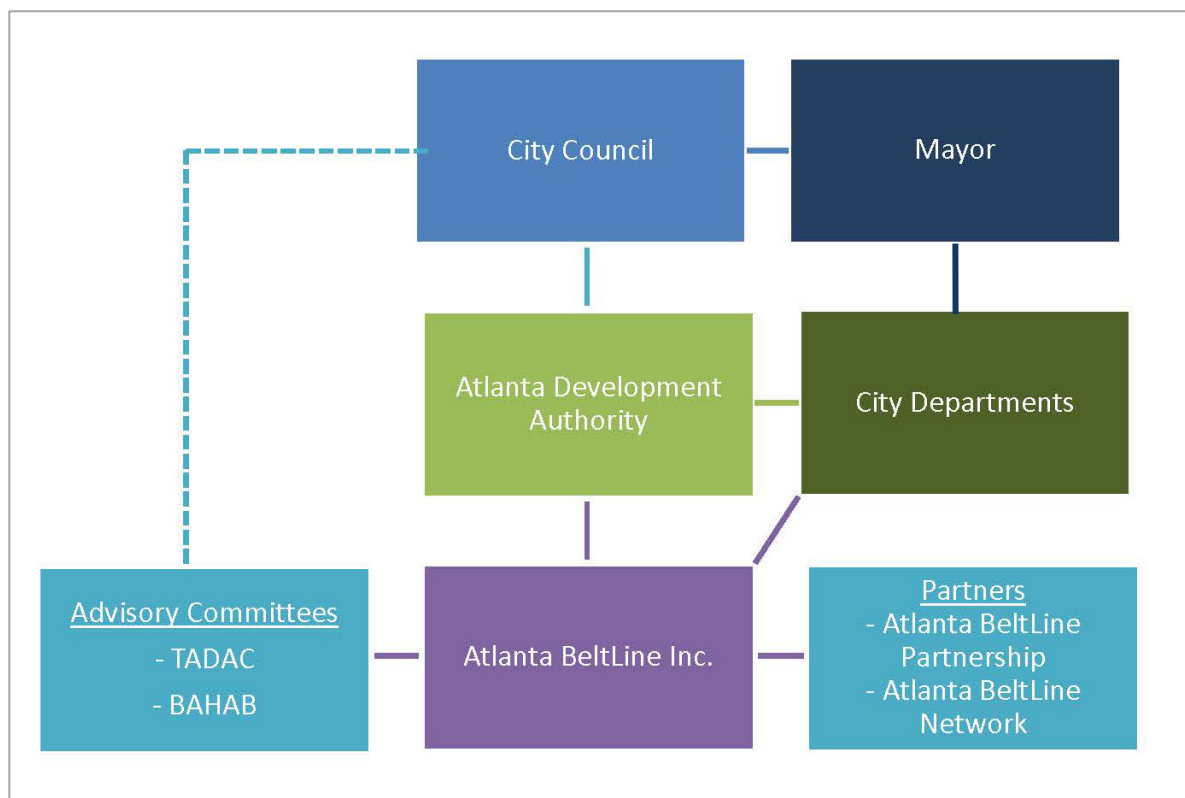 City Council
Mayor
Atlanta Development
Authority
City Departments
Advisory Committees
- TADAC
- BAHAB
Atlanta BeltLine Inc.
Partners
- Atlanta BeltLine
Partnership
- Atlanta BeltLine
Network